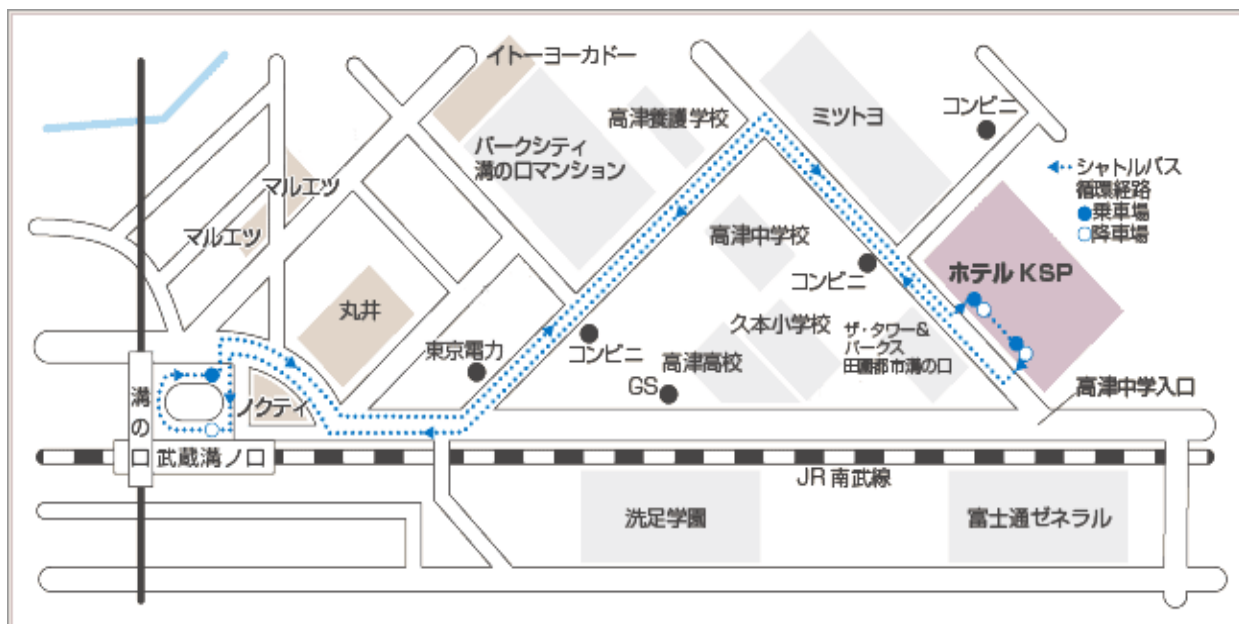 イトーヨーカドー
高津養護学校
ミツトヨ
コンビニ
パークシティ
溝の口マンション
シャトルバス
循環経路
乗車場
降車場
マルエツ
マルエツ
高津中学校
コンビニ
ホテル KSP
丸井
東京電力
コンビニ
久本小学校
ザ・タワー&
パークス
田園都市溝の口
高津高校
GS
高津中学入口
ノクティ
溝の口
武蔵溝ノ口
JR 南武線
洗足学園
富士通ゼネラル